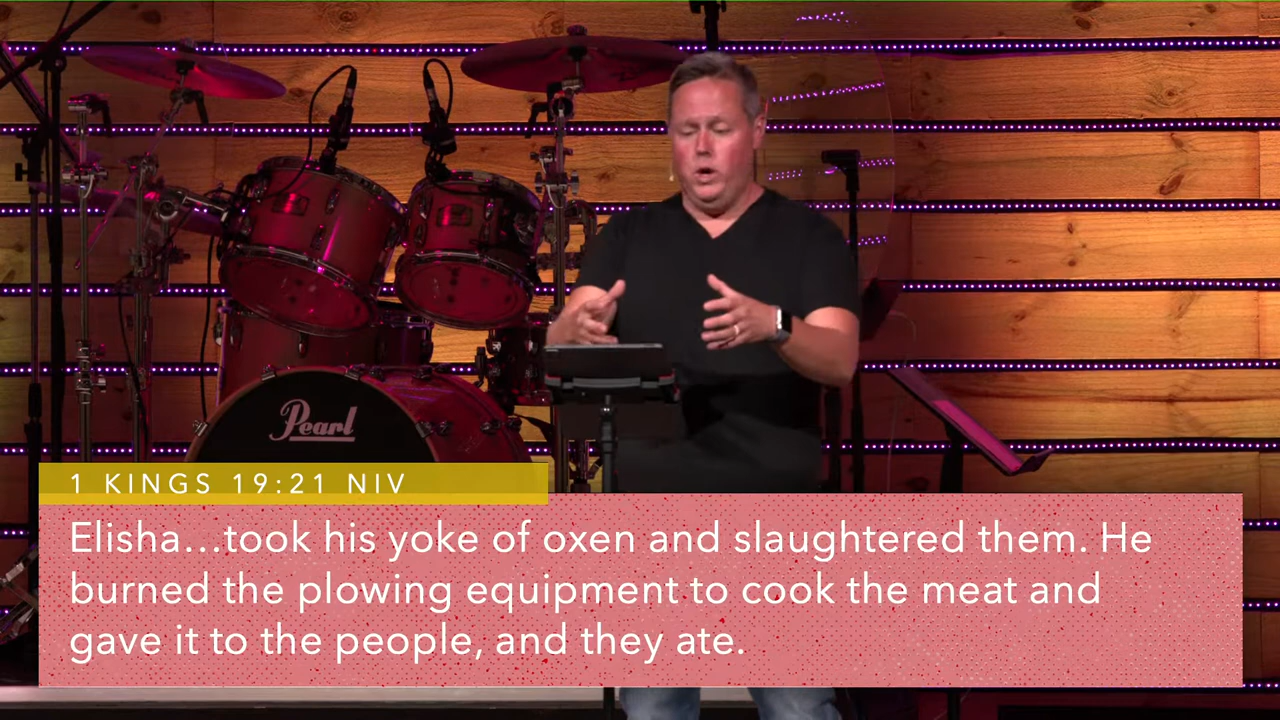 Pearl
1 KINGS 19:21 NIV
Elisha...took his yoke of oxen and slaughtered them. He
burned the plowing equipment to cook the meat and
gave it to the people, and they ate.